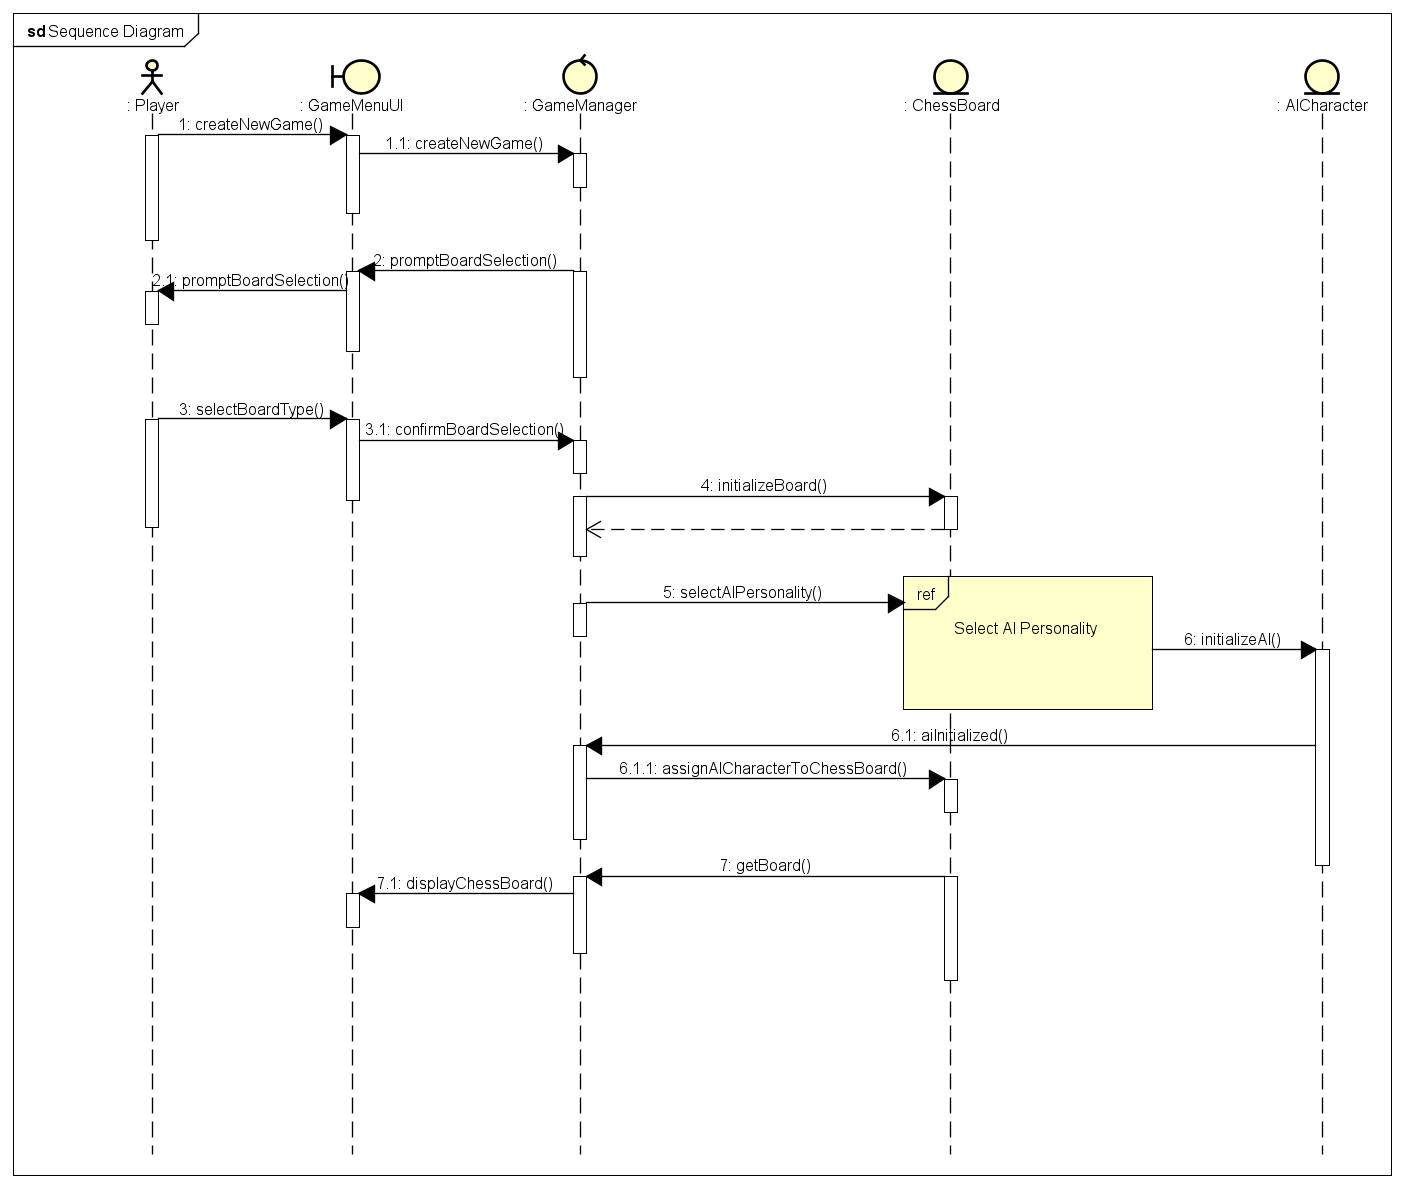 sd Sequence Diagram
: Player
: GameMenuUI
: GameManager
: ChessBoard
: AICharacter
1: createNewGame()
1.1: createNewGame()
2: promptBoardSelection()
2.1: promptBoardSelection()
3: selectBoardType()
3.1: confirmBoardSelection()
4: initializeBoard()
ref
5: selectAIPersonality()
Select AI Personality
6: initializeAI()
6.1: aiInitialized()
6.1.1: assignAICharacterToChessBoard()
7: getBoard()
7.1: displayChessBoard()